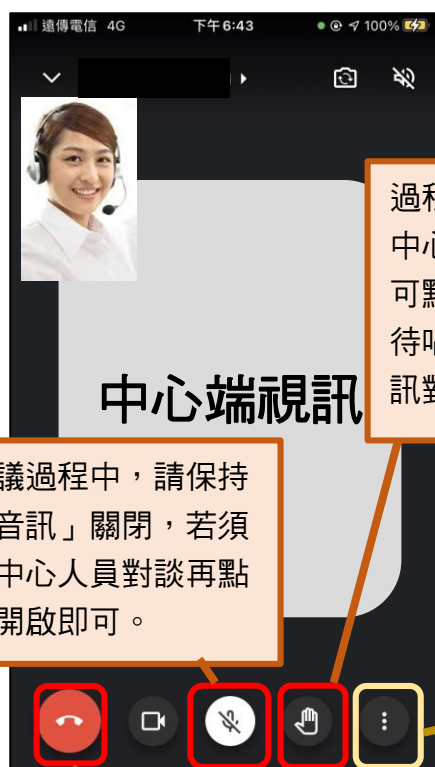 遠傳電信 4G 下午 6:43 100%
過程
中心
可點
待唱
訊對
中心端視訊
議過程中，請保持
音訊」關閉，若須
中心人員對談再點
開啟即可。